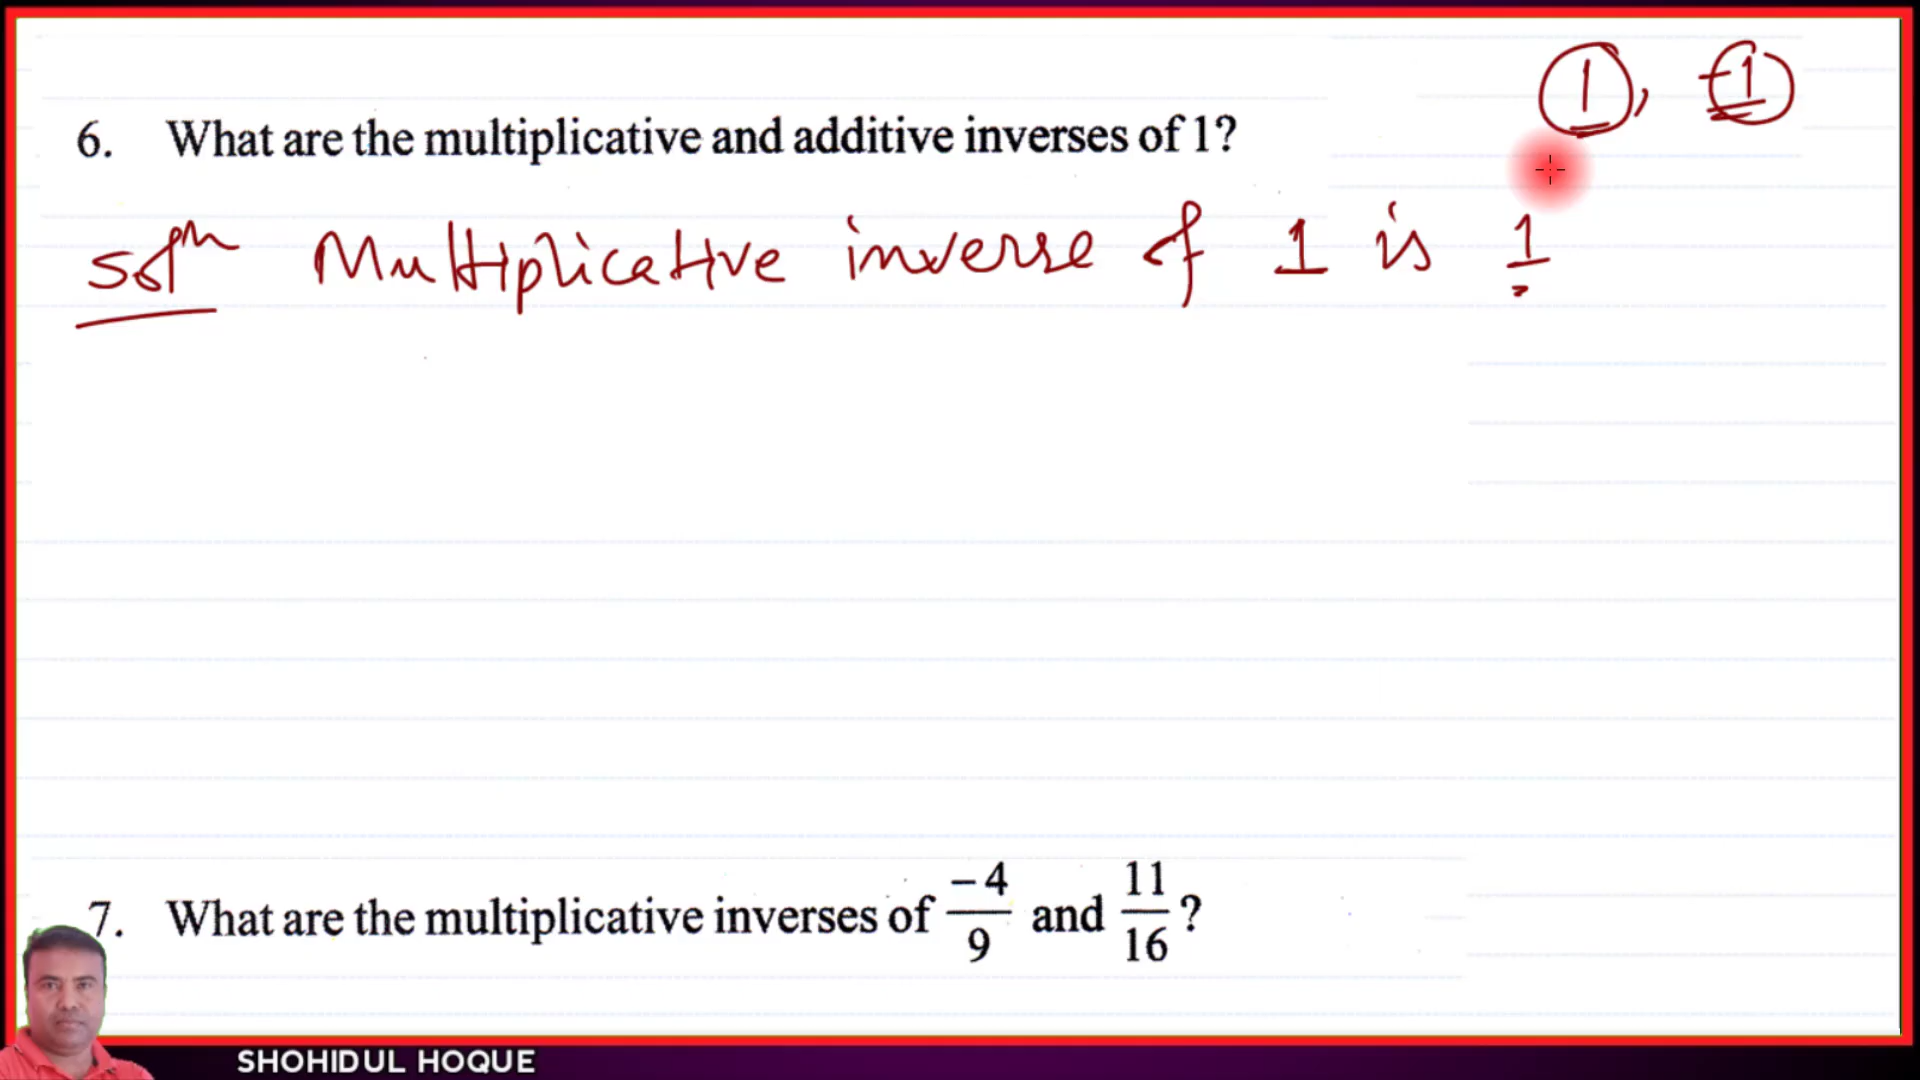 1, -1
6. What are the multiplicative and additive inverses of 1?
Solⁿ Multiplicative inverse of 1 is 1
7. What are the multiplicative inverses of -4/9 and 11/16?
SHOHIDUL HOQUE